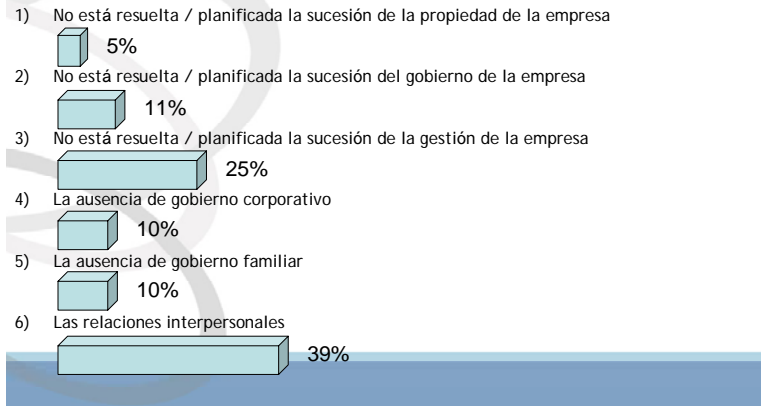 1) No está resuelta / planificada la sucesión de la propiedad de la empresa
5%
2) No está resuelta / planificada la sucesión del gobierno de la empresa
11%
3) No está resuelta / planificada la sucesión de la gestión de la empresa
25%
4) La ausencia de gobierno corporativo
10%
5) La ausencia de gobierno familiar
10%
6) Las relaciones interpersonales
39%